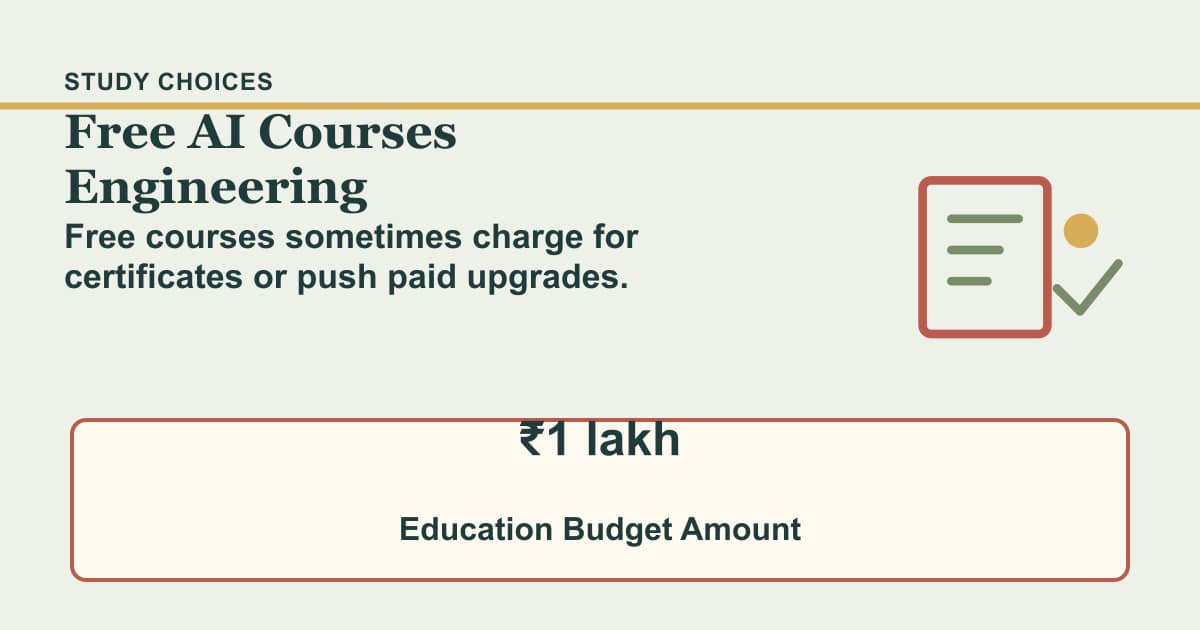 STUDY CHOICES
Free AI Courses
Engineering
Free courses sometimes charge for
certificates or push paid upgrades.
₹1 lakh
Education Budget Amount